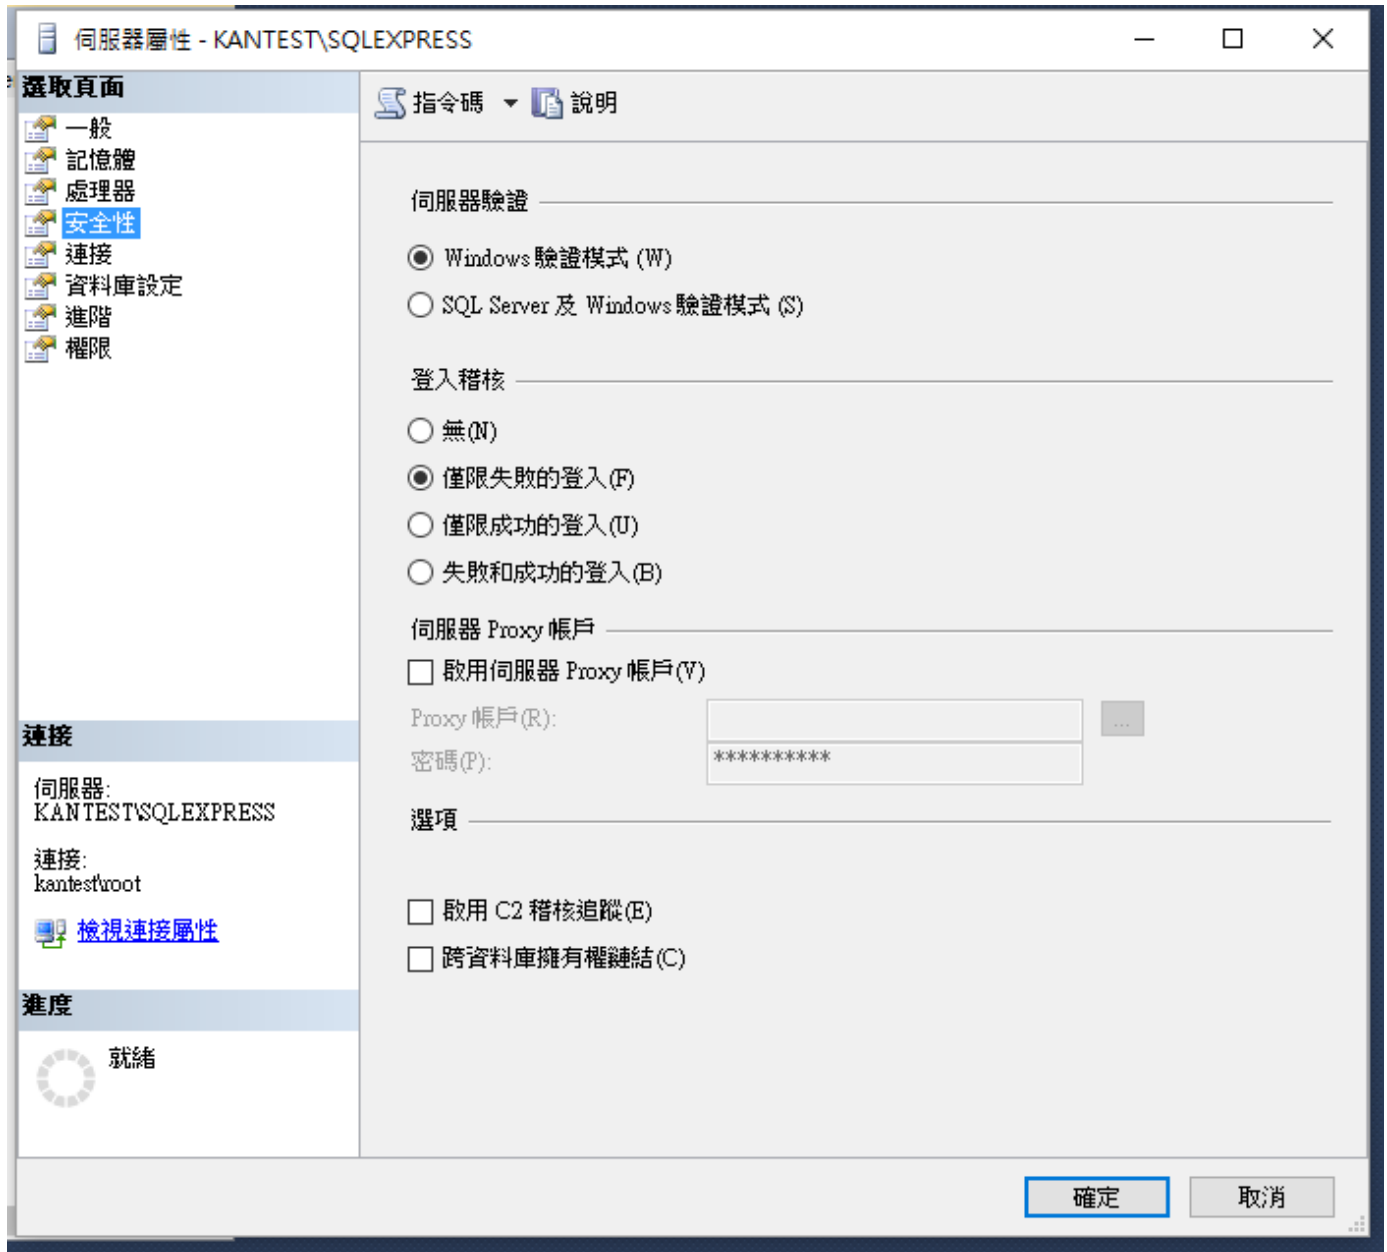 伺服器屬性 - KANTEST\SQLEXPRESS
選取頁面
一般
記憶體
處理器
安全性
連接
資料庫設定
進階
權限
連接
伺服器:
KANTEST\SQLEXPRESS
連接:
kantest\root
檢視連接屬性
進度
就緒
指令碼
說明
伺服器驗證
Windows 驗證模式 (W)
SQL Server 及 Windows 驗證模式 (S)
登入稽核
無(N)
僅限失敗的登入(F)
僅限成功的登入(U)
失敗和成功的登入(B)
伺服器 Proxy 帳戶
啟用伺服器 Proxy 帳戶(V)
Proxy 帳戶(R):
...
密碼(P):
**********
選項
啟用 C2 稽核追蹤(E)
跨資料庫擁有權鏈結(C)
確定
取消